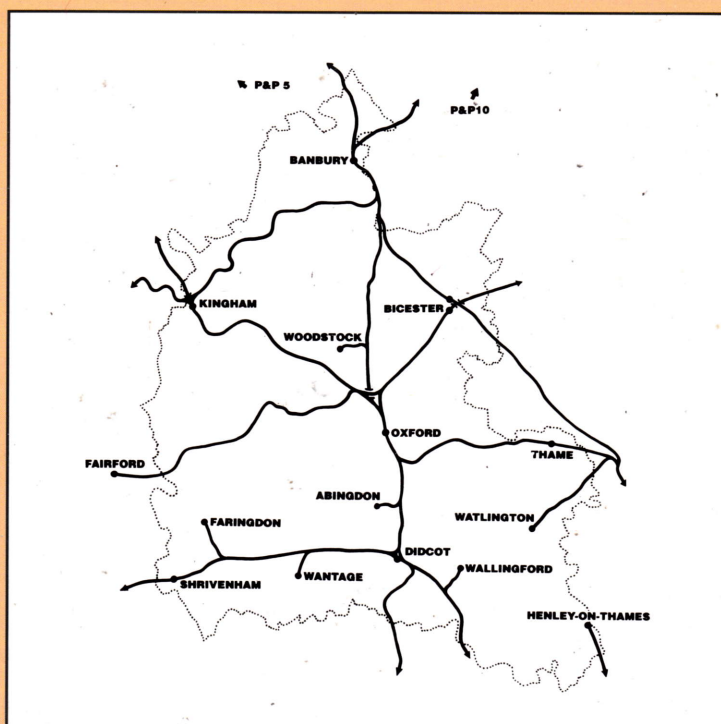 P&P 5
P&P10
BANBURY
KINGHAM
BICESTER
WOODSTOCK
OXFORD
THAME
FAIRFORD
ABINGDON
WATLINGTON
FARINGDON
DIDCOT
WALLINGFORD
WANTAGE
SHRIVENHAM
HENLEY-ON-THAMES